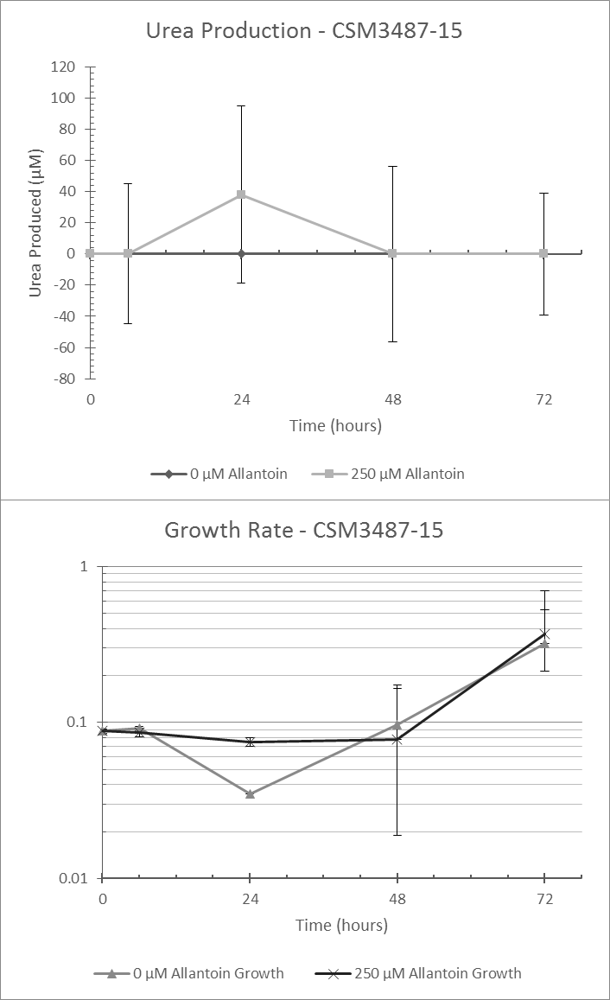 Urea Production - CSM3487-15
120
100
80
60
40
20
0
-20
-40
-60
-80
Urea Produced (µM)
0 24 48 72
Time (hours)
0 µM Allantoin 250 µM Allantoin
Growth Rate - CSM3487-15
1
0.1
0.01
0 24 48 72
Time (hours)
0 µM Allantoin Growth 250 µM Allantoin Growth